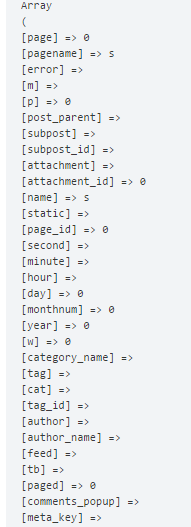 Array
(
[page] => 0
[pagename] => s
[error] =>
[m] =>
[p] => 0
[post_parent] =>
[subpost] =>
[subpost_id] =>
[attachment] =>
[attachment_id] => 0
[name] => s
[static] =>
[page_id] => 0
[second] =>
[minute] =>
[hour] =>
[day] => 0
[monthnum] => 0
[year] => 0
[w] => 0
[category_name] =>
[tag] =>
[cat] =>
[tag_id] =>
[author] =>
[author_name] =>
[feed] =>
[tb] =>
[paged] => 0
[comments_popup] =>
[meta_key] =>